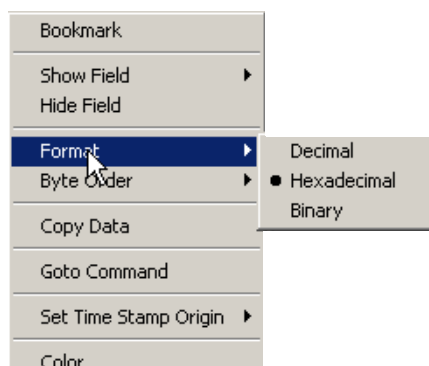 Bookmark
Show Field
Hide Field
Format
Byte Order
Copy Data
Goto Command
Set Time Stamp Origin
Color
Decimal
Hexadecimal
Binary